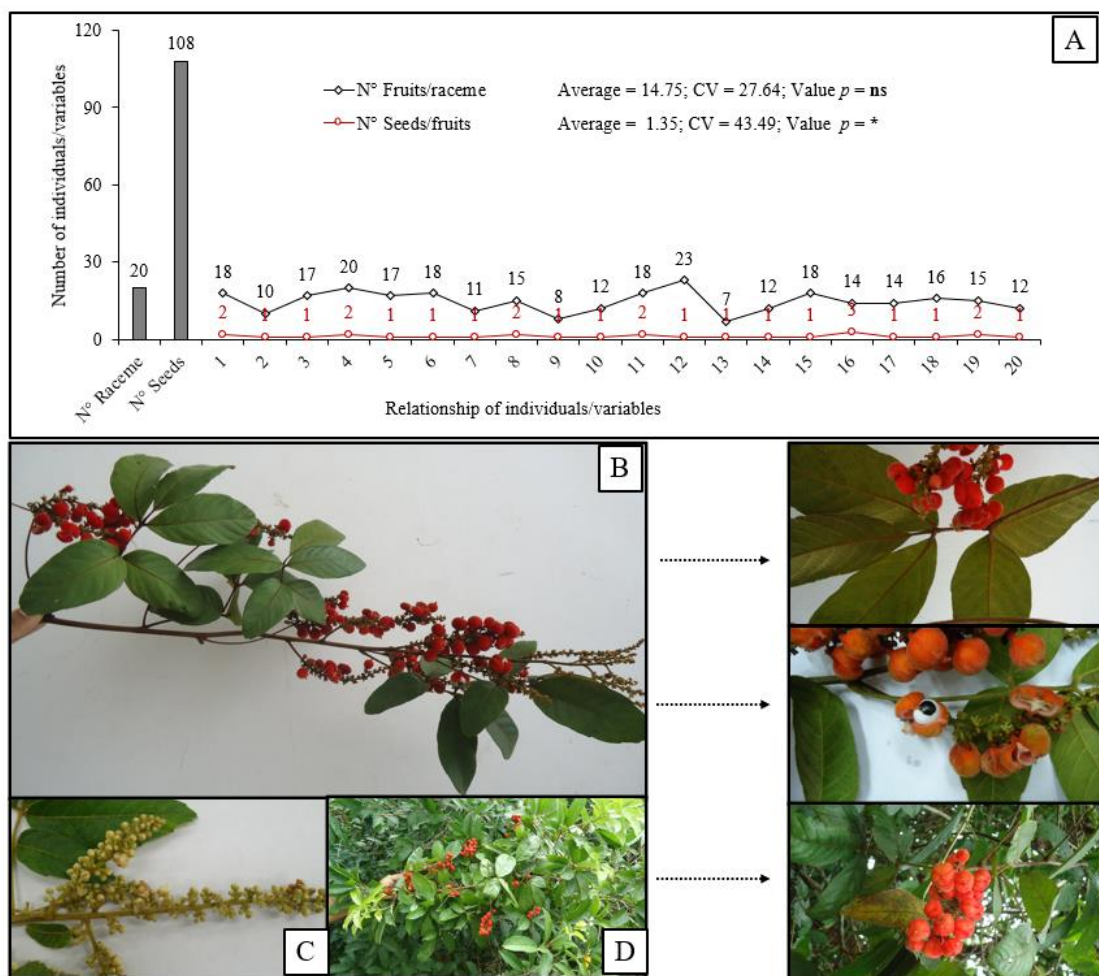 A
Number of individuals/variables
120
90
60
30
0
N° Fruits/raceme Average = 14.75; CV = 27.64; Value p = ns
N° Seeds/fruits Average = 1.35; CV = 43.49; Value p = *
20 108
18 10 17 20 17 18 11 15 8 12 18 23 7 12 18 14 14 16 15 12
2 1 1 2 1 1 1 2 1 1 2 1 1 1 1 3 1 1 2 1
N° Raceme N° Seeds 1 2 3 4 5 6 7 8 9 10 11 12 13 14 15 16 17 18 19 20
Relationship of individuals/variables
B
C
D